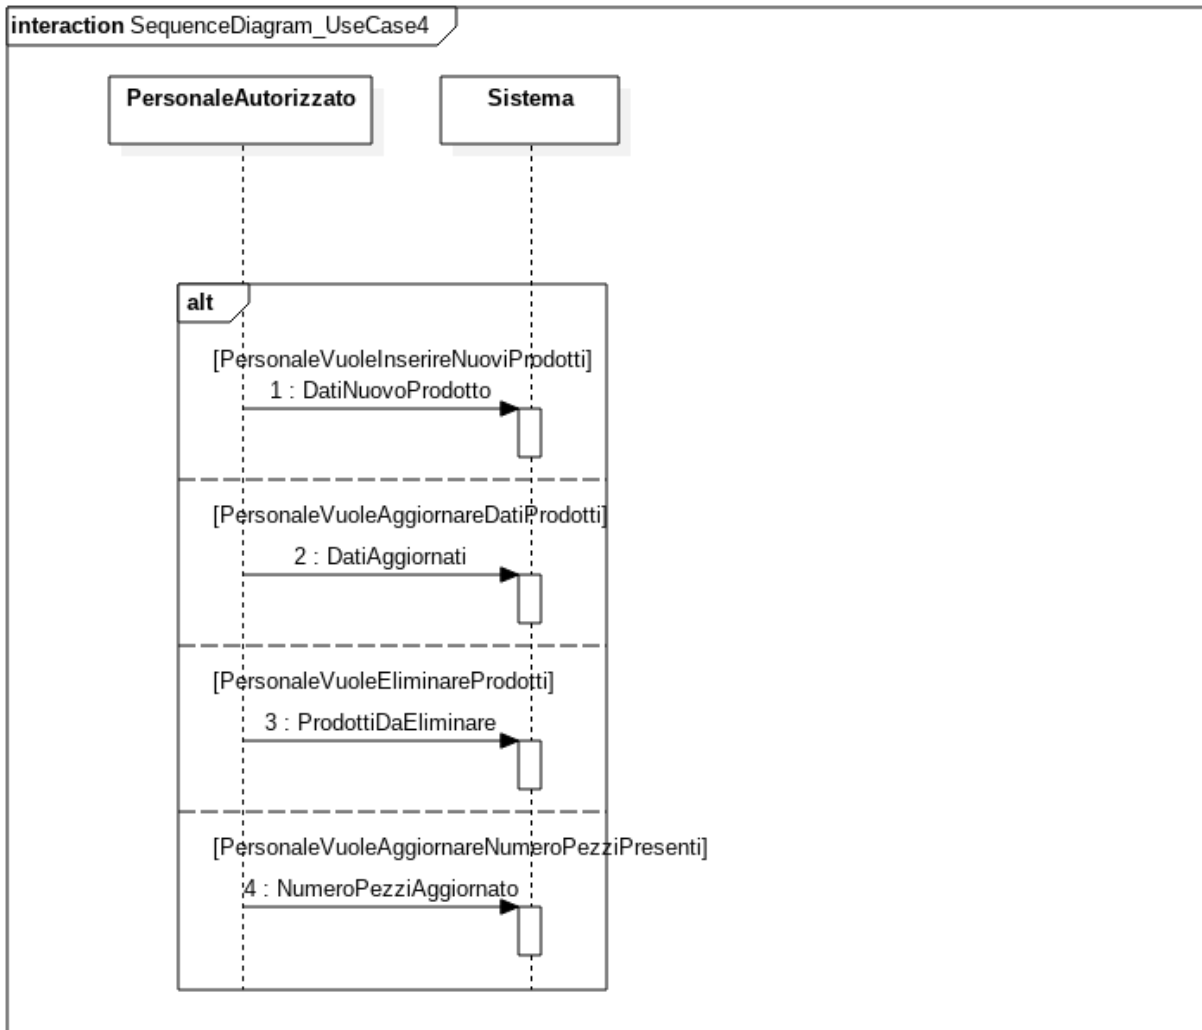 interaction SequenceDiagram_UseCase4
PersonaleAutorizzato
Sistema
alt
[PersonaleVuoleInserireNuoviProdotti]
1 : DatiNuovoProdotto
[PersonaleVuoleAggiornareDatiProdotti]
2 : DatiAggiornati
[PersonaleVuoleEliminareProdotti]
3 : ProdottiDaEliminare
[PersonaleVuoleAggiornareNumeroPezziPresenti]
4 : NumeroPezziAggiornato